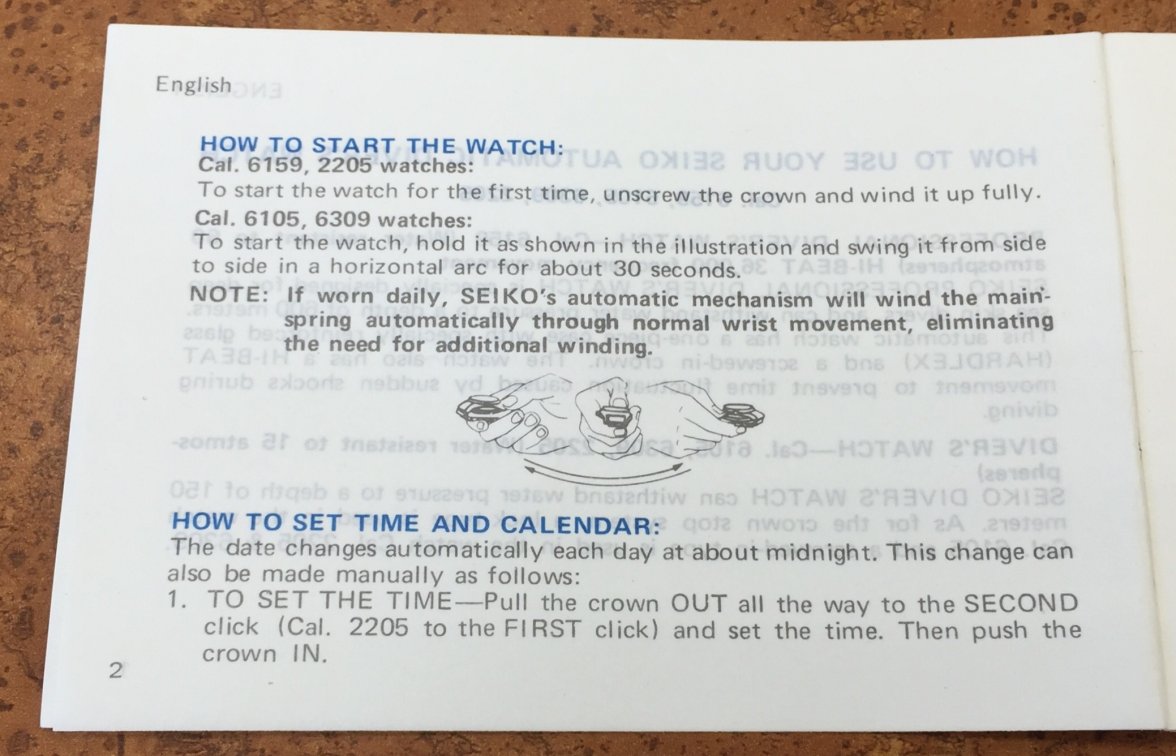 English
HOW TO START THE WATCH:
Cal. 6159, 2205 watches:
To start the watch for the first time, unscrew the crown and wind it up fully.
Cal. 6105, 6309 watches:
To start the watch, hold it as shown in the illustration and swing it from side
to side in a horizontal arc for about 30 seconds.
NOTE: If worn daily, SEIKO's automatic mechanism will wind the main-
spring automatically through normal wrist movement, eliminating
the need for additional winding.
HOW TO SET TIME AND CALENDAR:
The date changes automatically each day at about midnight. This change can
also be made manually as follows:
1. TO SET THE TIME—Pull the crown OUT all the way to the SECOND
click (Cal. 2205 to the FIRST click) and set the time. Then push the
crown IN.
2